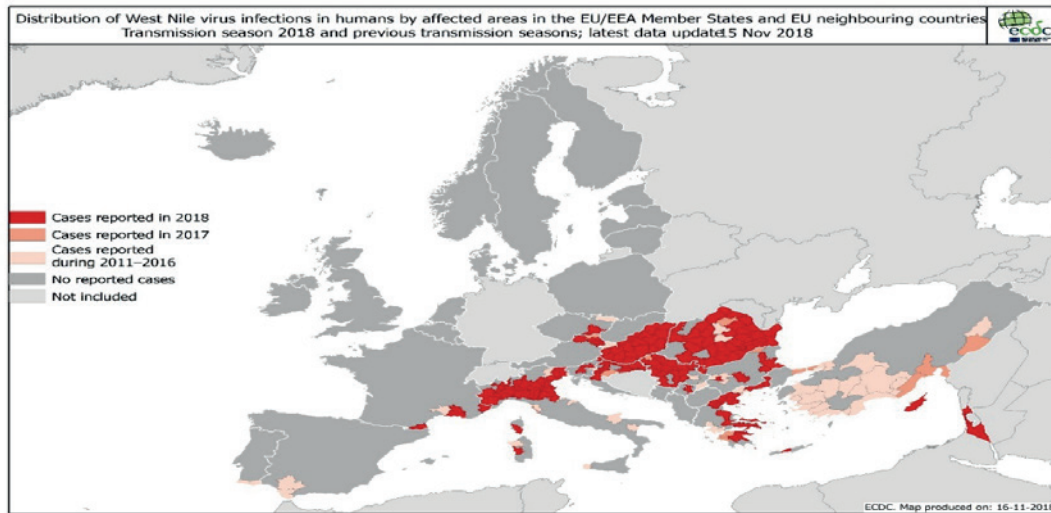 Distribution of West Nile virus infections in humans by affected areas in the EU/EEA Member States and EU neighbouring countries
Transmission season 2018 and previous transmission seasons; latest data update15 Nov 2018
ecdc
Cases reported in 2018
Cases reported in 2017
Cases reported
during 2011–2016
No reported cases
Not included
ECDC. Map produced on: 16-11-2018